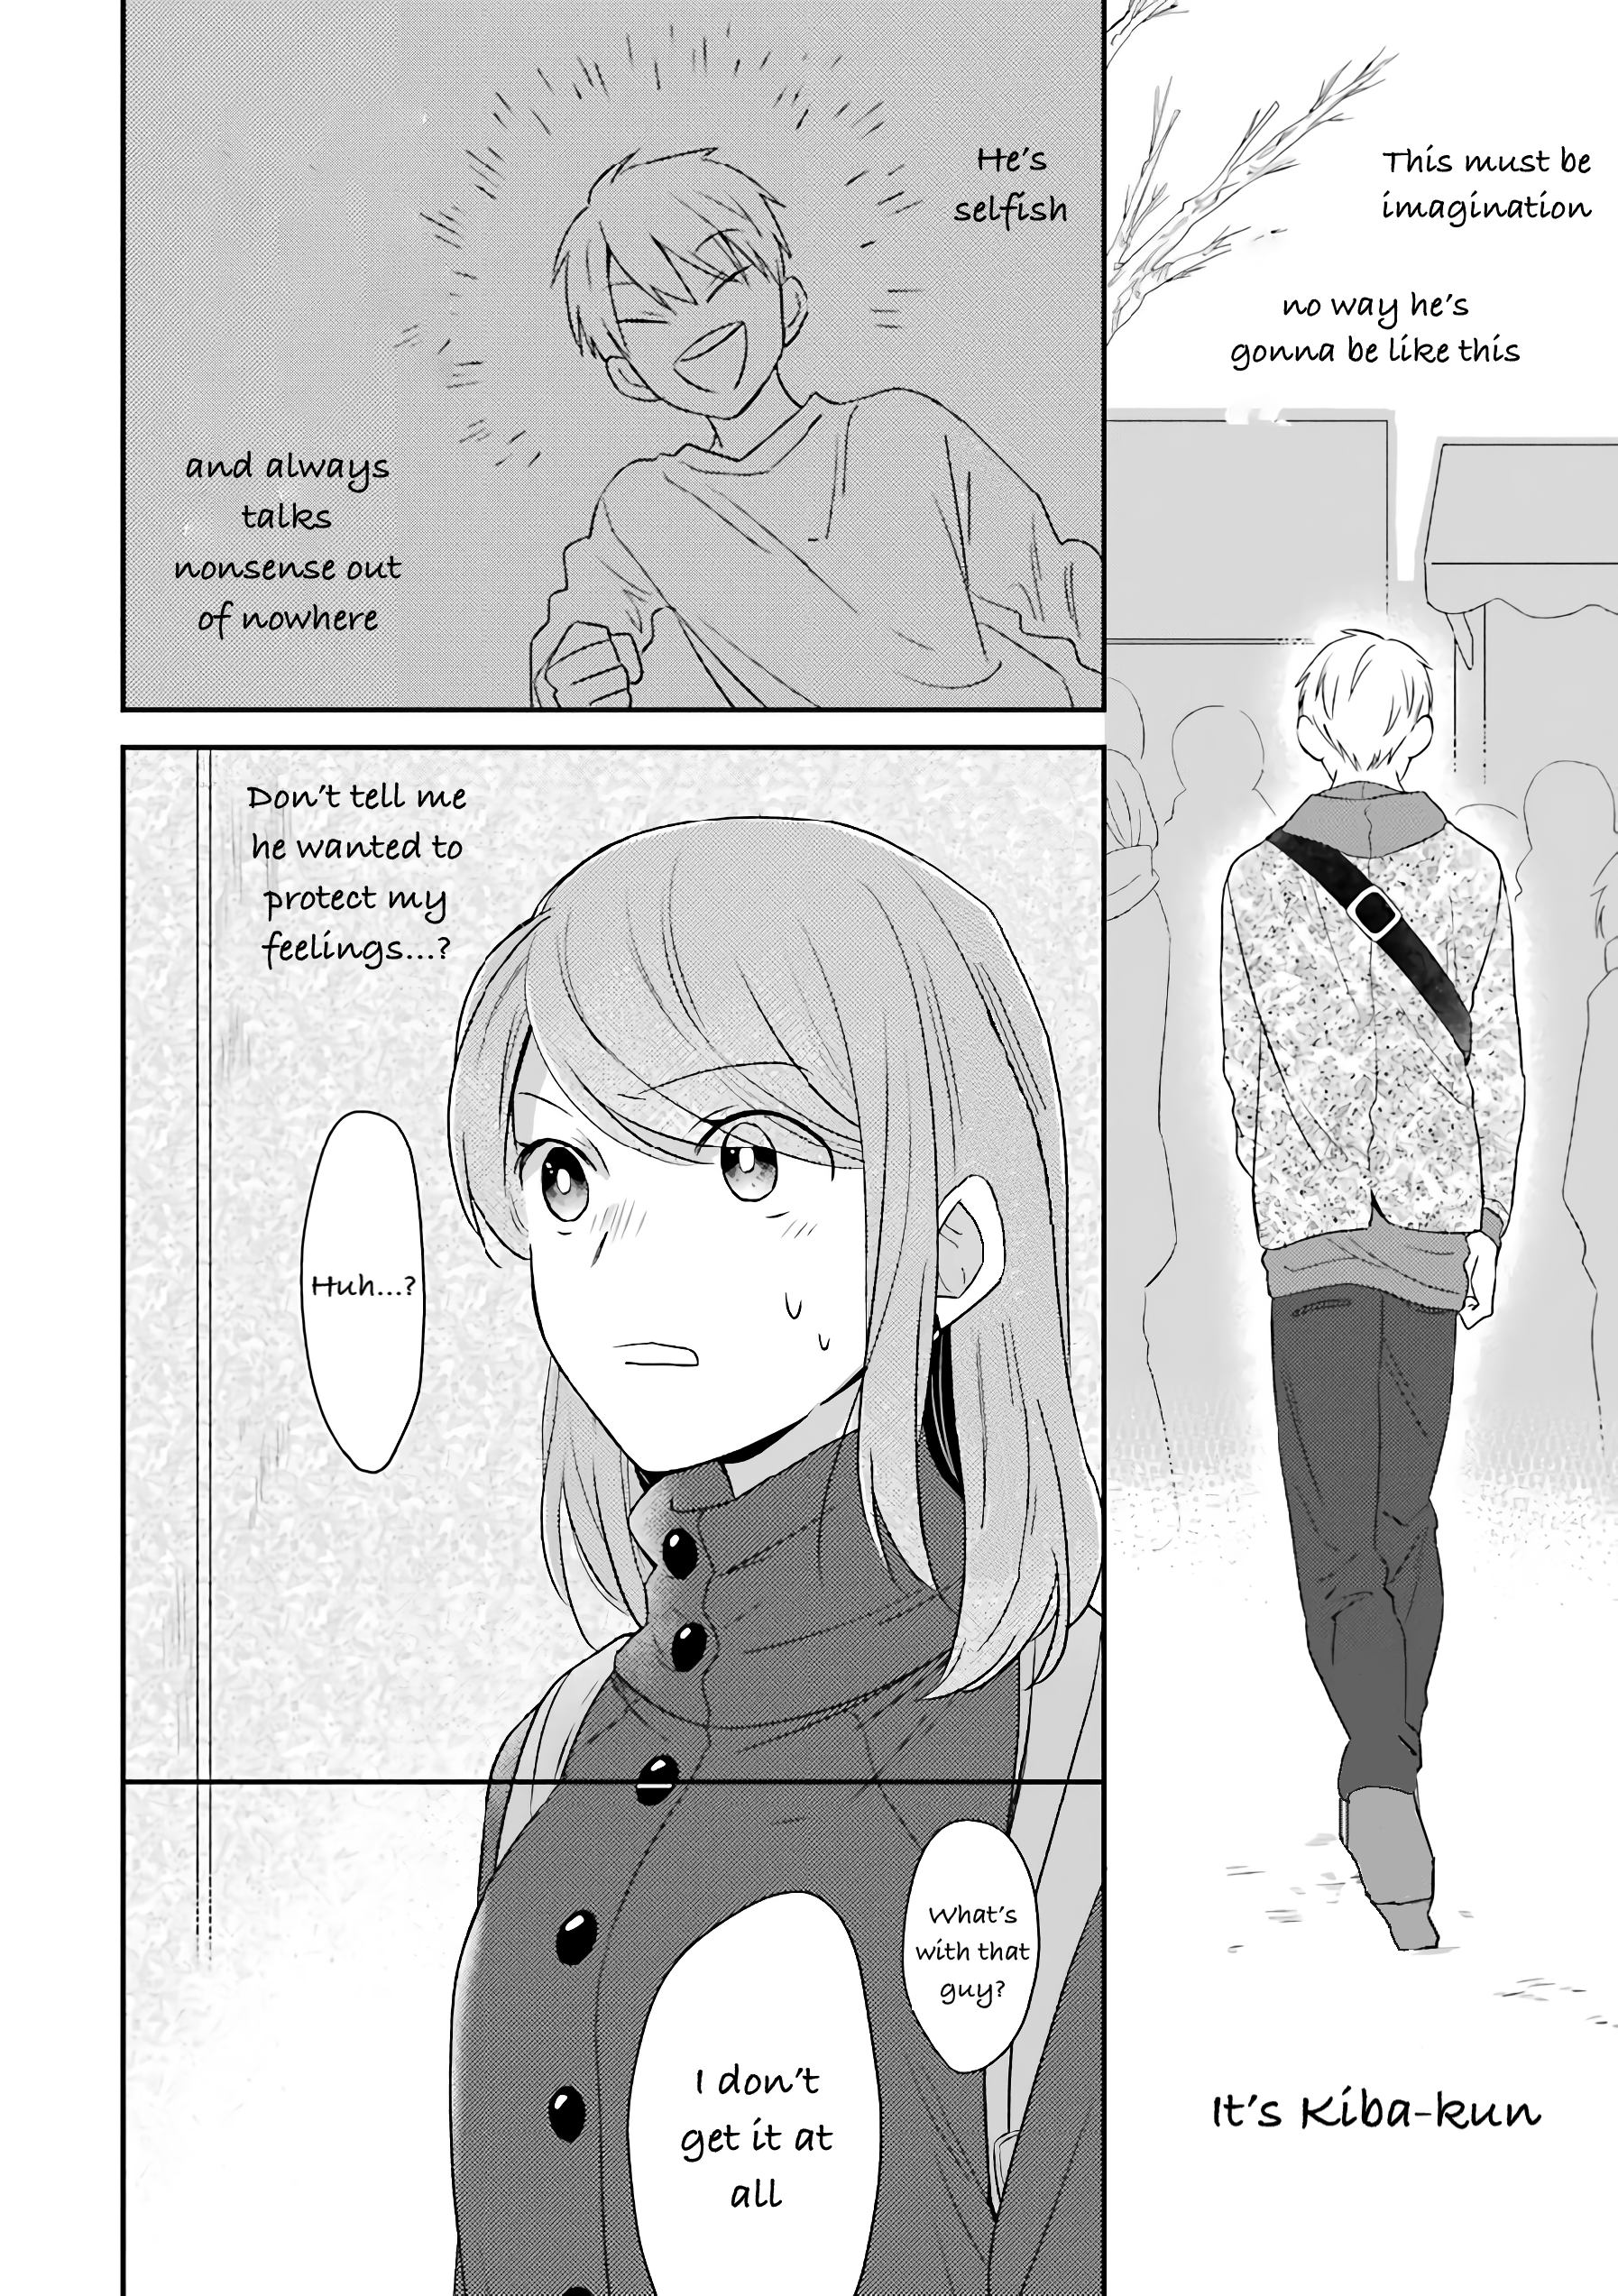 This must be
imagination
no way he's
gonna be like this
It's Kiba-kun
He's
selfish
and always
talks
nonsense out
of nowhere
Don't tell me
he wanted to
protect my
feelings...?
Huh...?
What's
with that
guy?
I don't
get it at
all